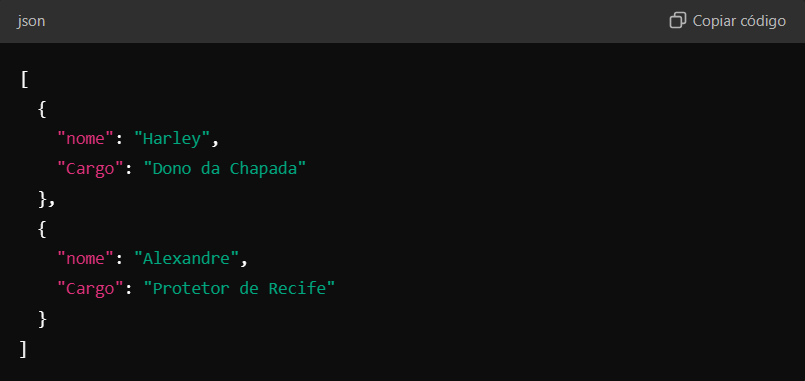 json
Copiar código
[
  {
    "nome": "Harley",
    "Cargo": "Dono da Chapada"
  },
  {
    "nome": "Alexandre",
    "Cargo": "Protetor de Recife"
  }
]